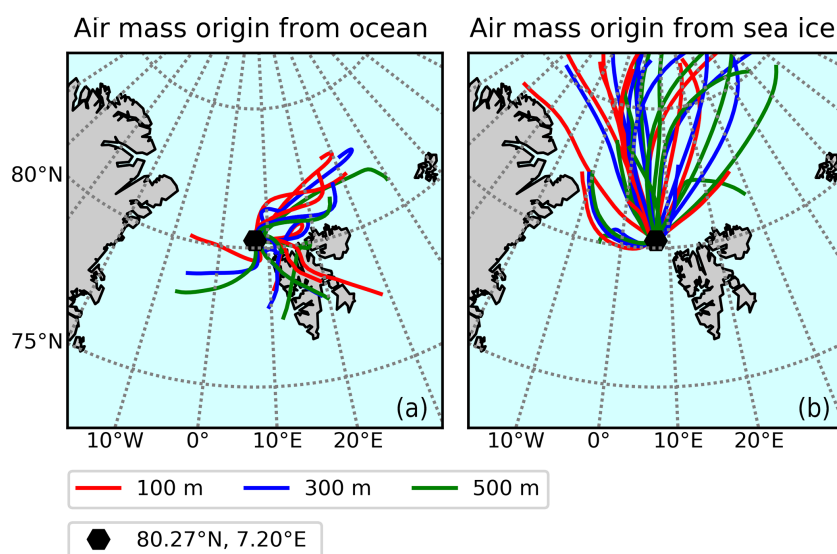 Air mass origin from ocean
Air mass origin from sea ice
80°N
75°N
(a)
(b)
10°W 0° 10°E 20°E
10°W 0° 10°E 20°E
100 m 300 m 500 m
80.27°N, 7.20°E